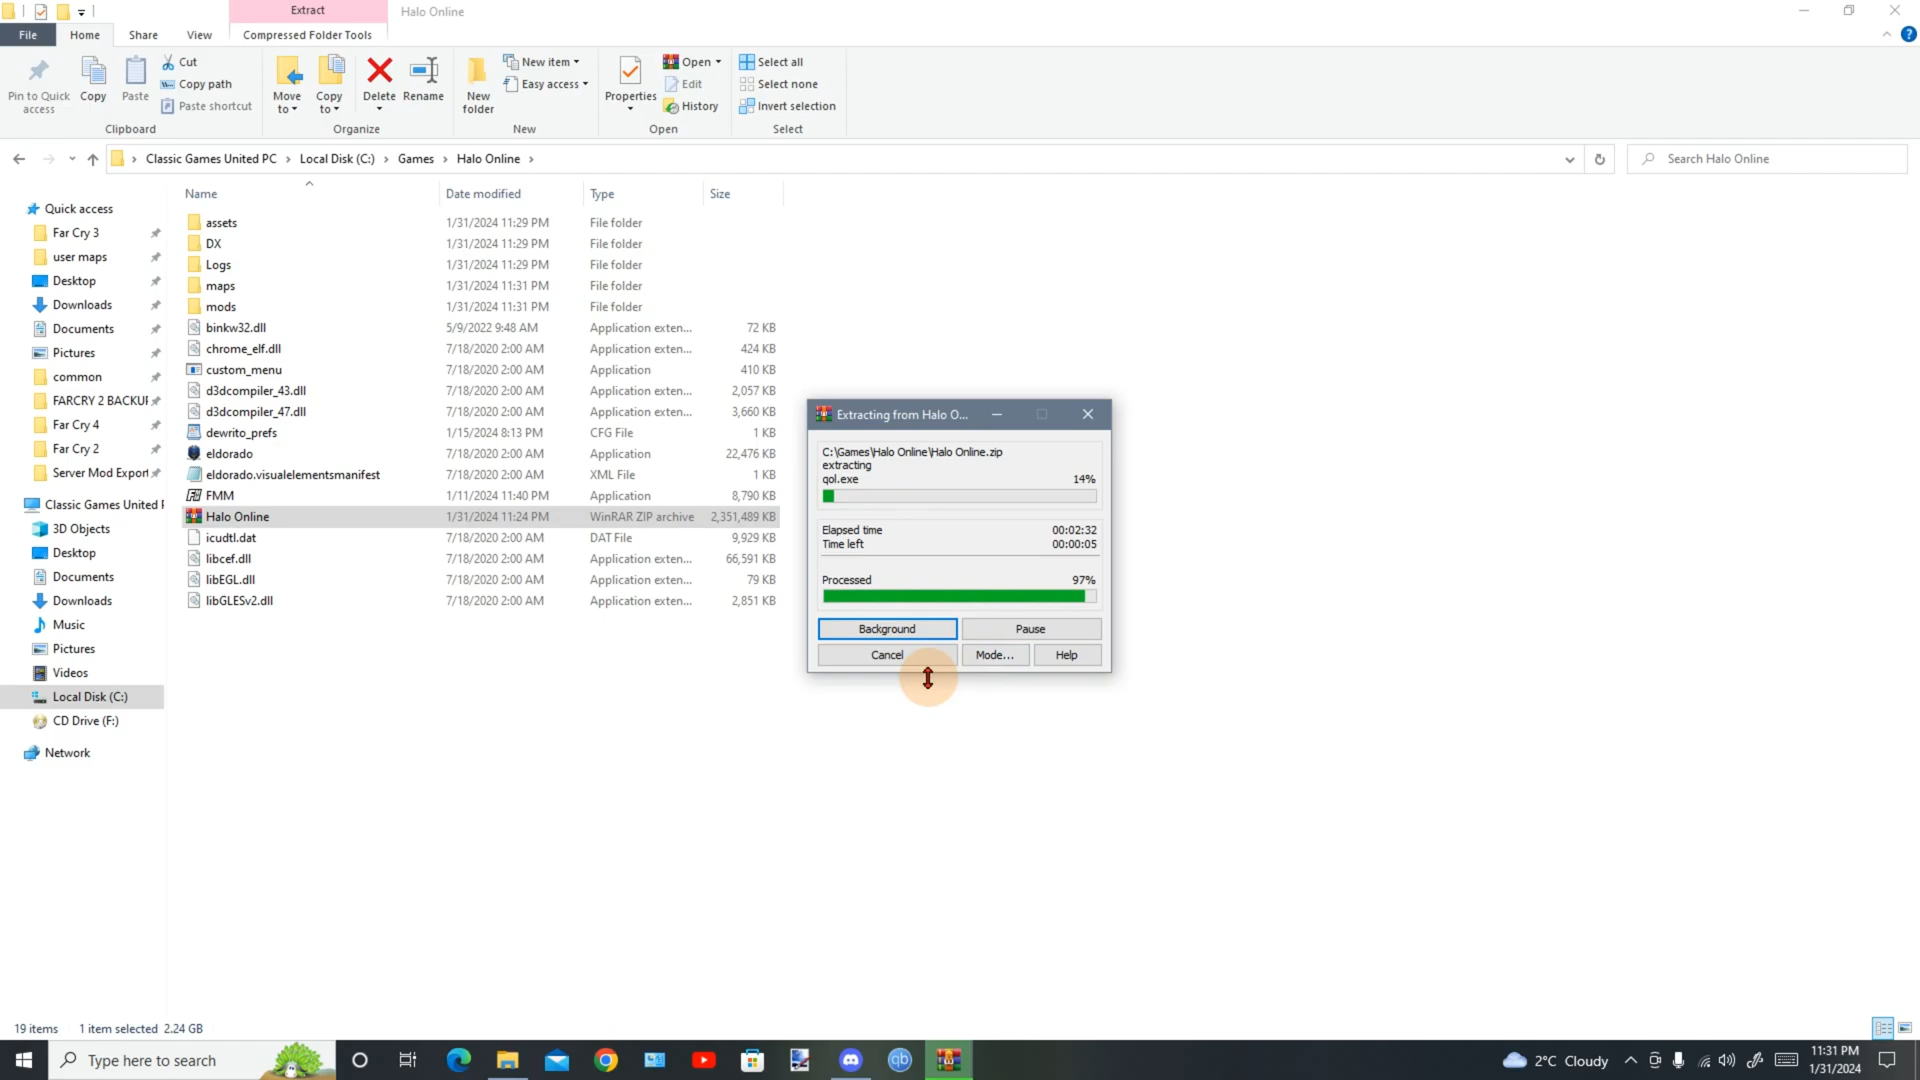 Extract
Halo Online
File
Home
Share
View
Compressed Folder Tools
Pin to Quick access
Copy
Paste
Cut
Copy path
Paste shortcut
Clipboard
Move to
Copy to
Delete
Rename
Organize
New folder
New item
Easy access
New
Properties
Open
Edit
History
Open
Select all
Select none
Invert selection
Select
Classic Games United PC
Local Disk (C:)
Games
Halo Online
Search Halo Online
Name
Date modified
Type
Size
Quick access
Far Cry 3
user maps
Desktop
Downloads
Documents
Pictures
common
FARCRY 2 BACKUF
Far Cry 4
Far Cry 2
Server Mod Export
Classic Games United F
3D Objects
Desktop
Documents
Downloads
Music
Pictures
Videos
Local Disk (C:)
CD Drive (F:)
Network
assets 1/31/2024 11:29 PM File folder
DX 1/31/2024 11:29 PM File folder
Logs 1/31/2024 11:29 PM File folder
maps 1/31/2024 11:31 PM File folder
mods 1/31/2024 11:31 PM File folder
binkw32.dll 5/9/2022 9:48 AM Application exten... 72 KB
chrome_elf.dll 7/18/2020 2:00 AM Application exten... 424 KB
custom_menu 7/18/2020 2:00 AM Application 410 KB
d3dcompiler_43.dll 7/18/2020 2:00 AM Application exten... 2,057 KB
d3dcompiler_47.dll 7/18/2020 2:00 AM Application exten... 3,660 KB
dewrito_prefs 1/15/2024 8:13 PM CFG File 1 KB
eldorado 7/18/2020 2:00 AM Application 22,476 KB
eldorado.visualelementsmanifest 7/18/2020 2:00 AM XML File 1 KB
FMM 1/11/2024 11:40 PM Application 8,790 KB
Halo Online 1/31/2024 11:24 PM WinRAR ZIP archive 2,351,489 KB
icudtl.dat 7/18/2020 2:00 AM DAT File 9,929 KB
libcef.dll 7/18/2020 2:00 AM Application exten... 66,591 KB
libEGL.dll 7/18/2020 2:00 AM Application exten... 79 KB
libGLESv2.dll 7/18/2020 2:00 AM Application exten... 2,851 KB
Extracting from Halo O...
C:\Games\Halo Online\Halo Online.zip
extracting
qol.exe 14%
Elapsed time 00:02:32
Time left 00:00:05
Processed 97%
Background
Pause
Cancel
Mode...
Help
19 items 1 item selected 2.24 GB
Type here to search
qb
2°C Cloudy
11:31 PM
1/31/2024